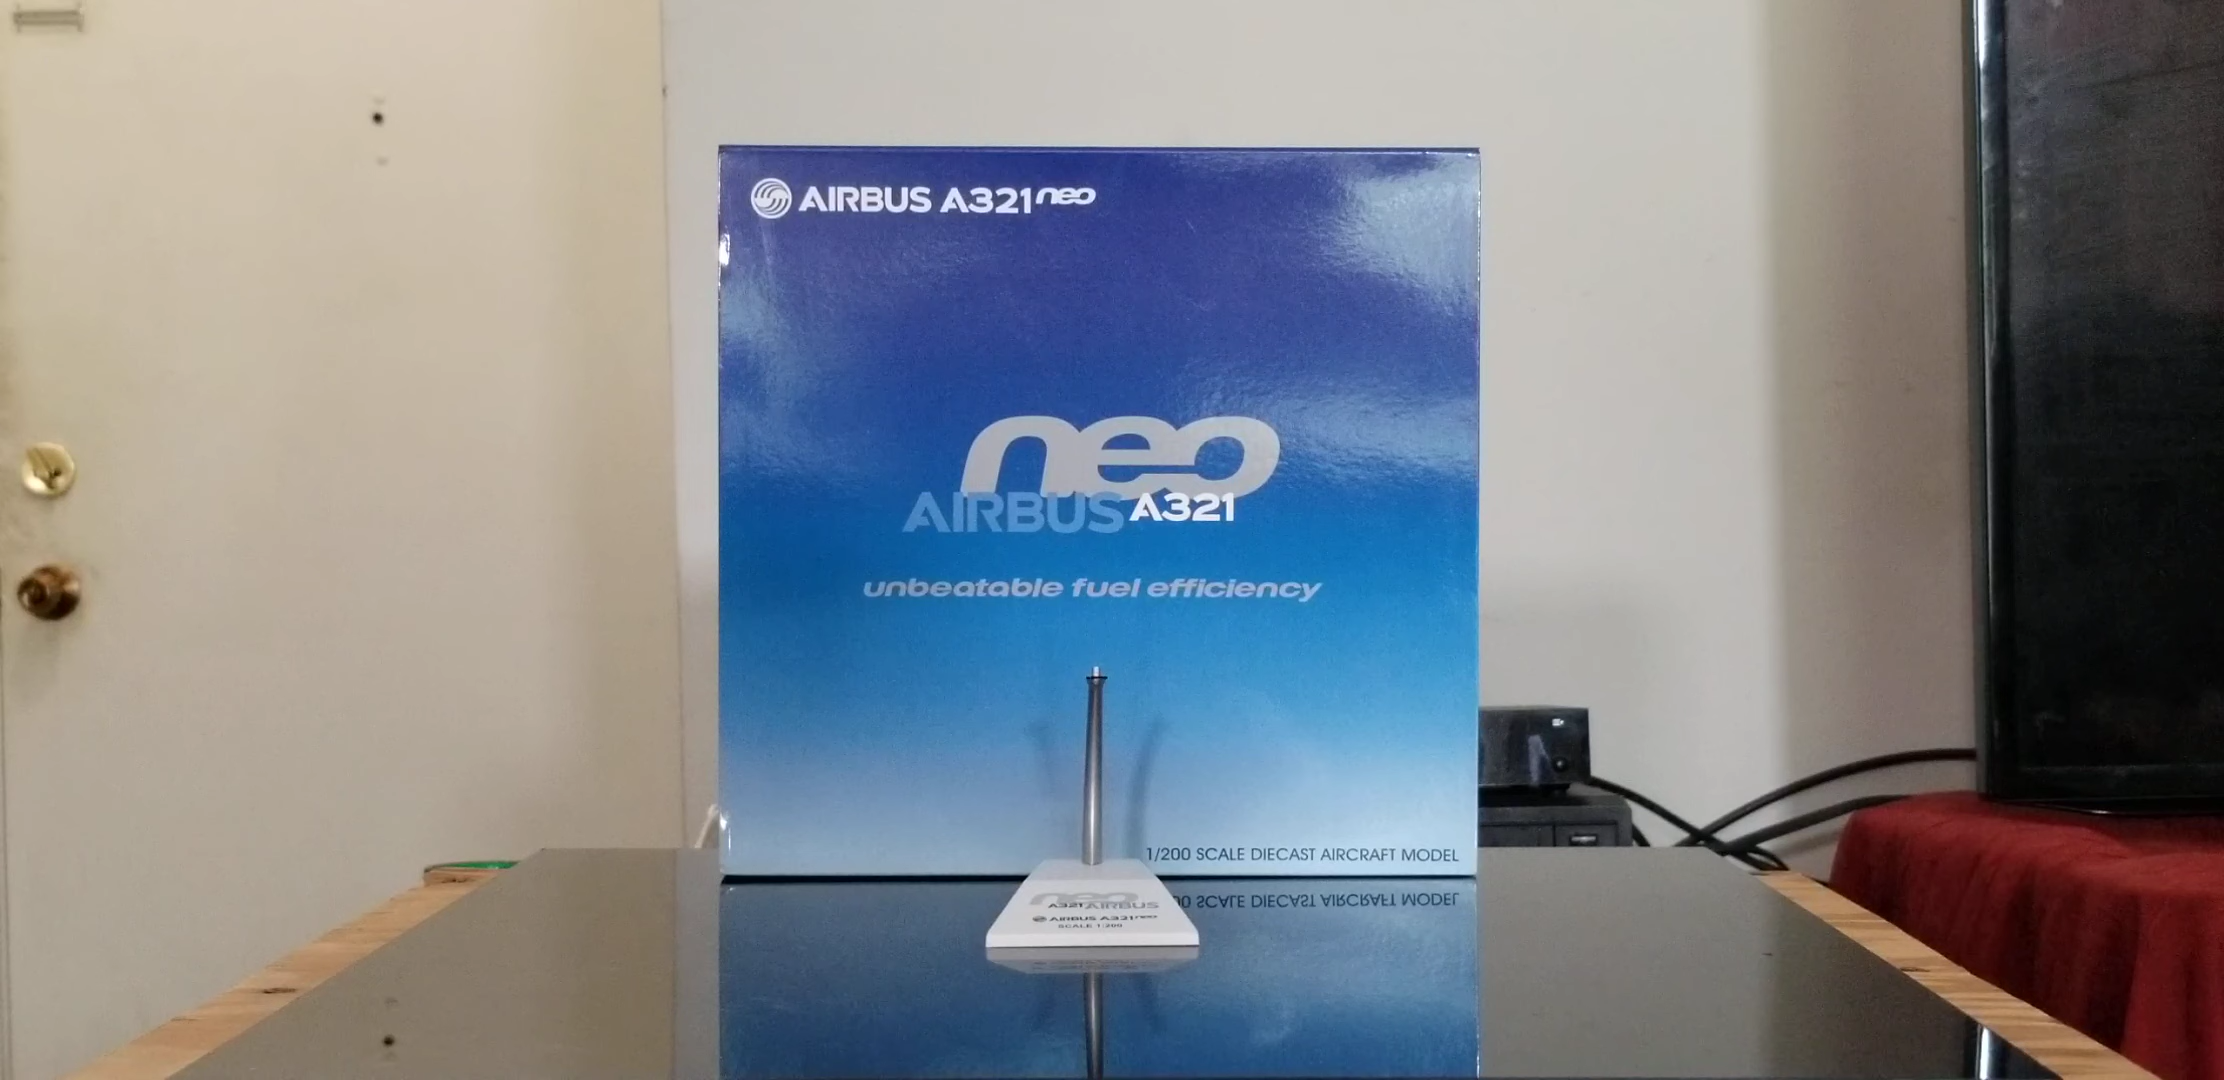 AIRBUS A321neo
neo
AIRBUS A321
unbeatable fuel efficiency
1/200 SCALE DIECAST AIRCRAFT MODEL
neo
A321 AIRBUS
AIRBUS A321neo
SCALE 1:200